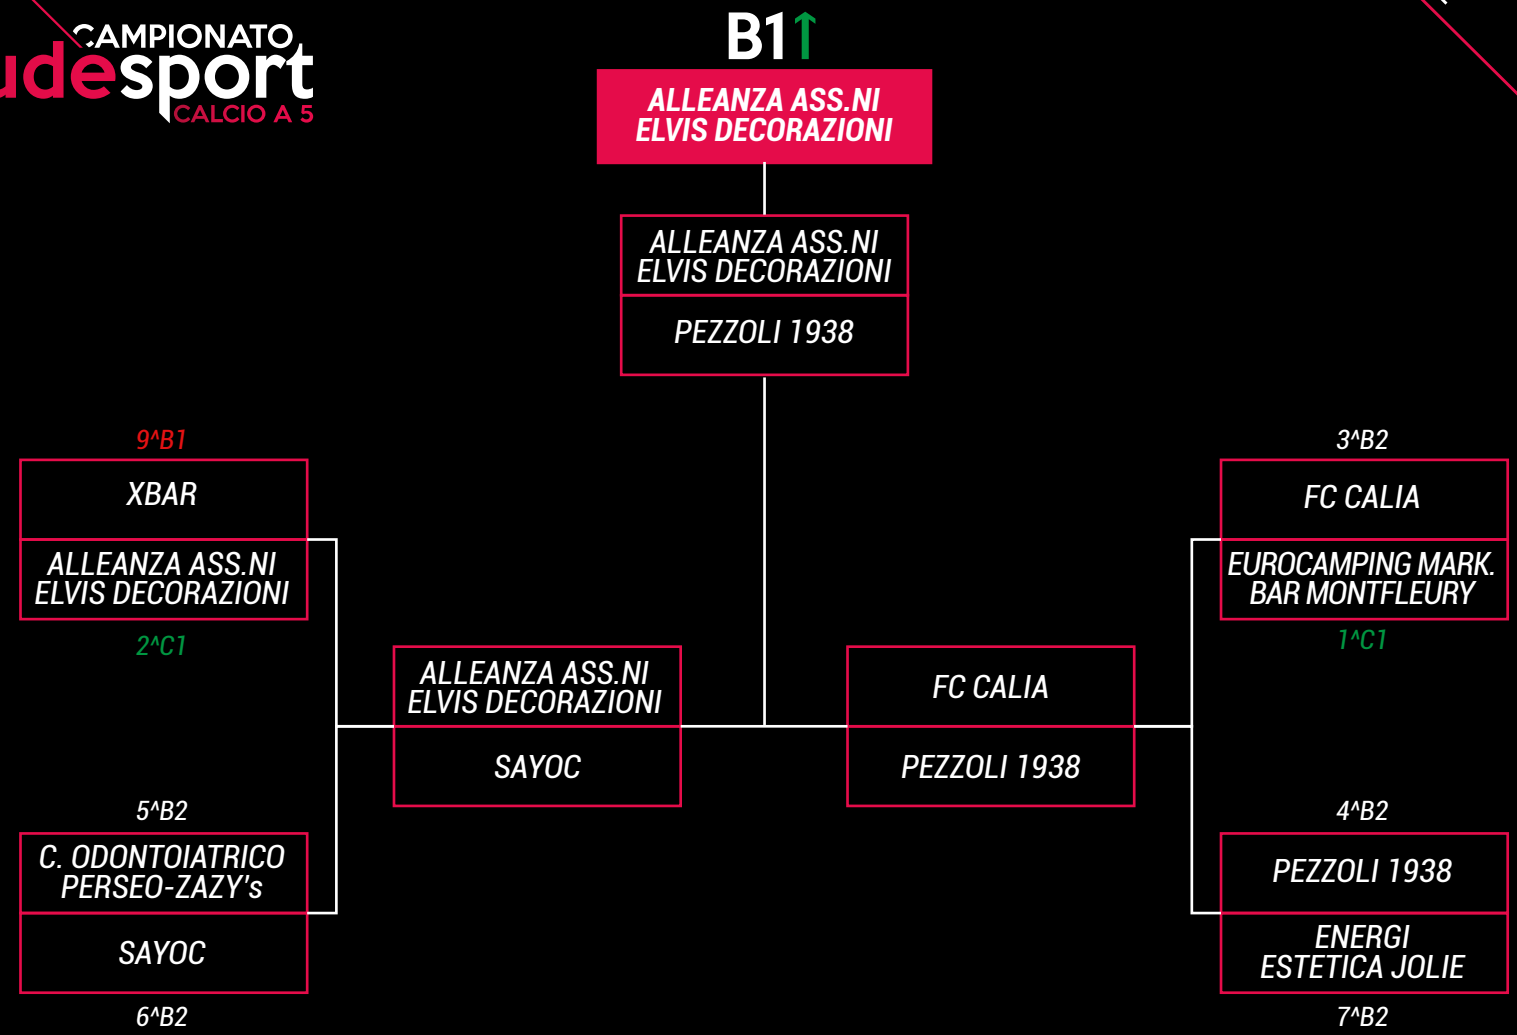 CAMPIONATO
udesport
CALCIO A 5
B1↑
ALLEANZA ASS.NI
ELVIS DECORAZIONI
ALLEANZA ASS.NI
ELVIS DECORAZIONI
PEZZOLI 1938
9^B1
XBAR
ALLEANZA ASS.NI
ELVIS DECORAZIONI
2^C1
3^B2
FC CALIA
EUROCAMPING MARK.
BAR MONTFLEURY
1^C1
ALLEANZA ASS.NI
ELVIS DECORAZIONI
SAYOC
FC CALIA
PEZZOLI 1938
5^B2
C. ODONTOIATRICO
PERSEO-ZAZY's
SAYOC
6^B2
4^B2
PEZZOLI 1938
ENERGI
ESTETICA JOLIE
7^B2